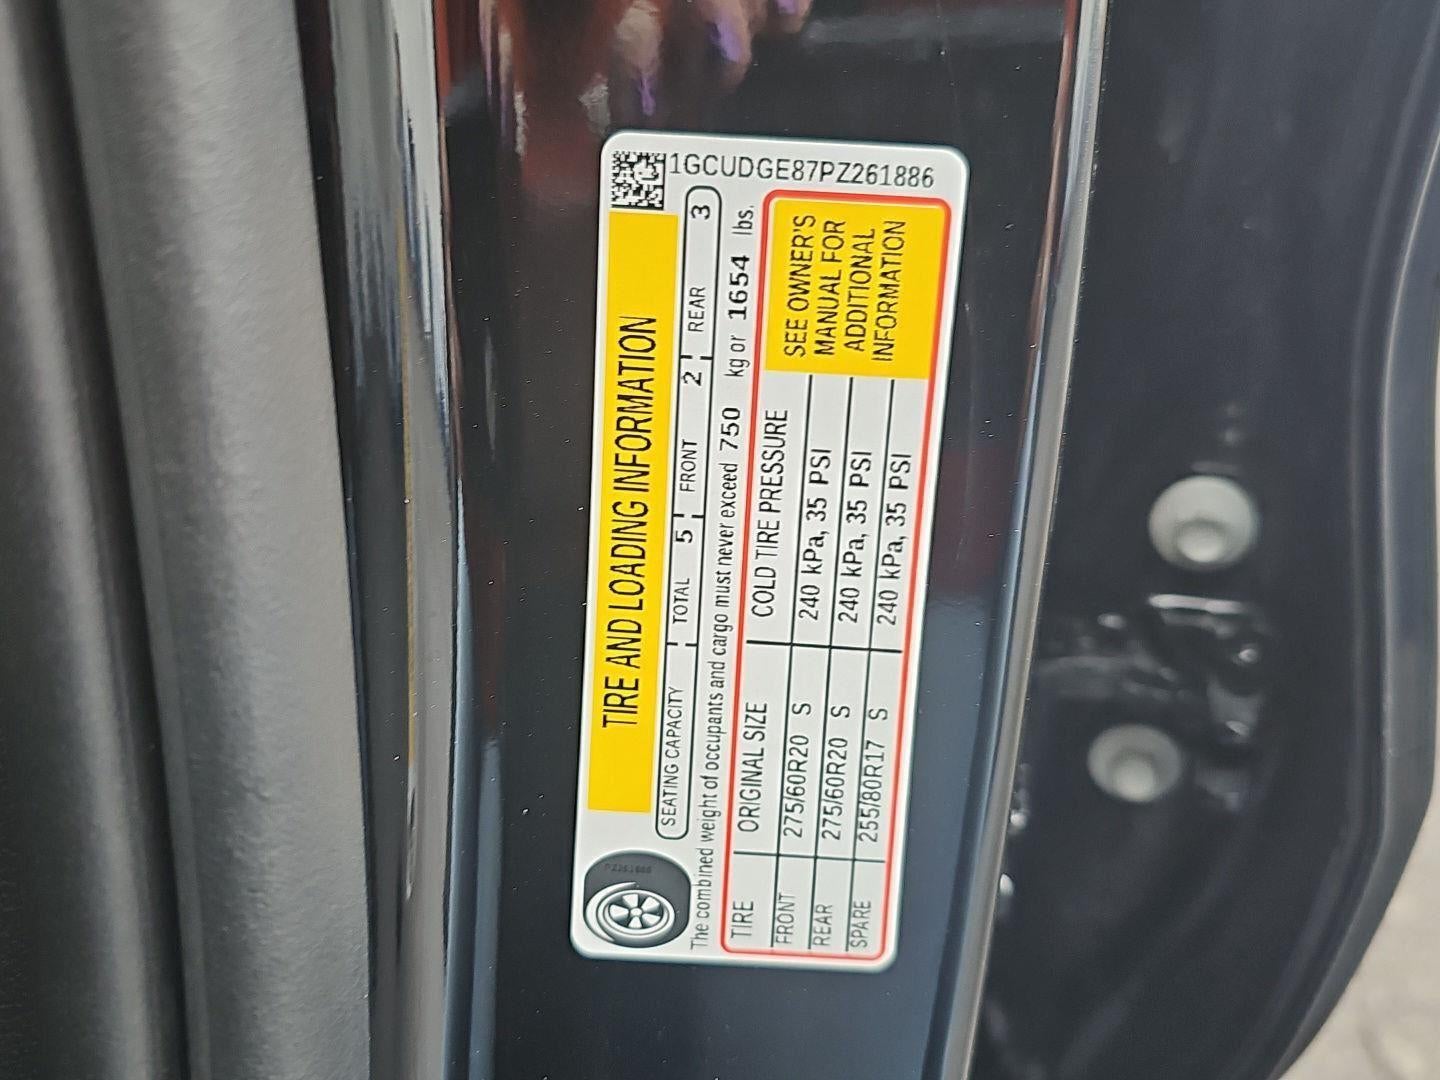 1GCUDGE87PZ261886
TIRE AND LOADING INFORMATION
SEATING CAPACITY TOTAL 5 FRONT 2 REAR 3
The combined weight of occupants and cargo must never exceed 750 kg or 1654 lbs.
TIRE ORIGINAL SIZE COLD TIRE PRESSURE
FRONT 275/60R20 S 240 kPa, 35 PSI
REAR 275/60R20 S 240 kPa, 35 PSI
SPARE 255/80R17 S 240 kPa, 35 PSI
SEE OWNER'S
MANUAL FOR
ADDITIONAL
INFORMATION
PZ261886